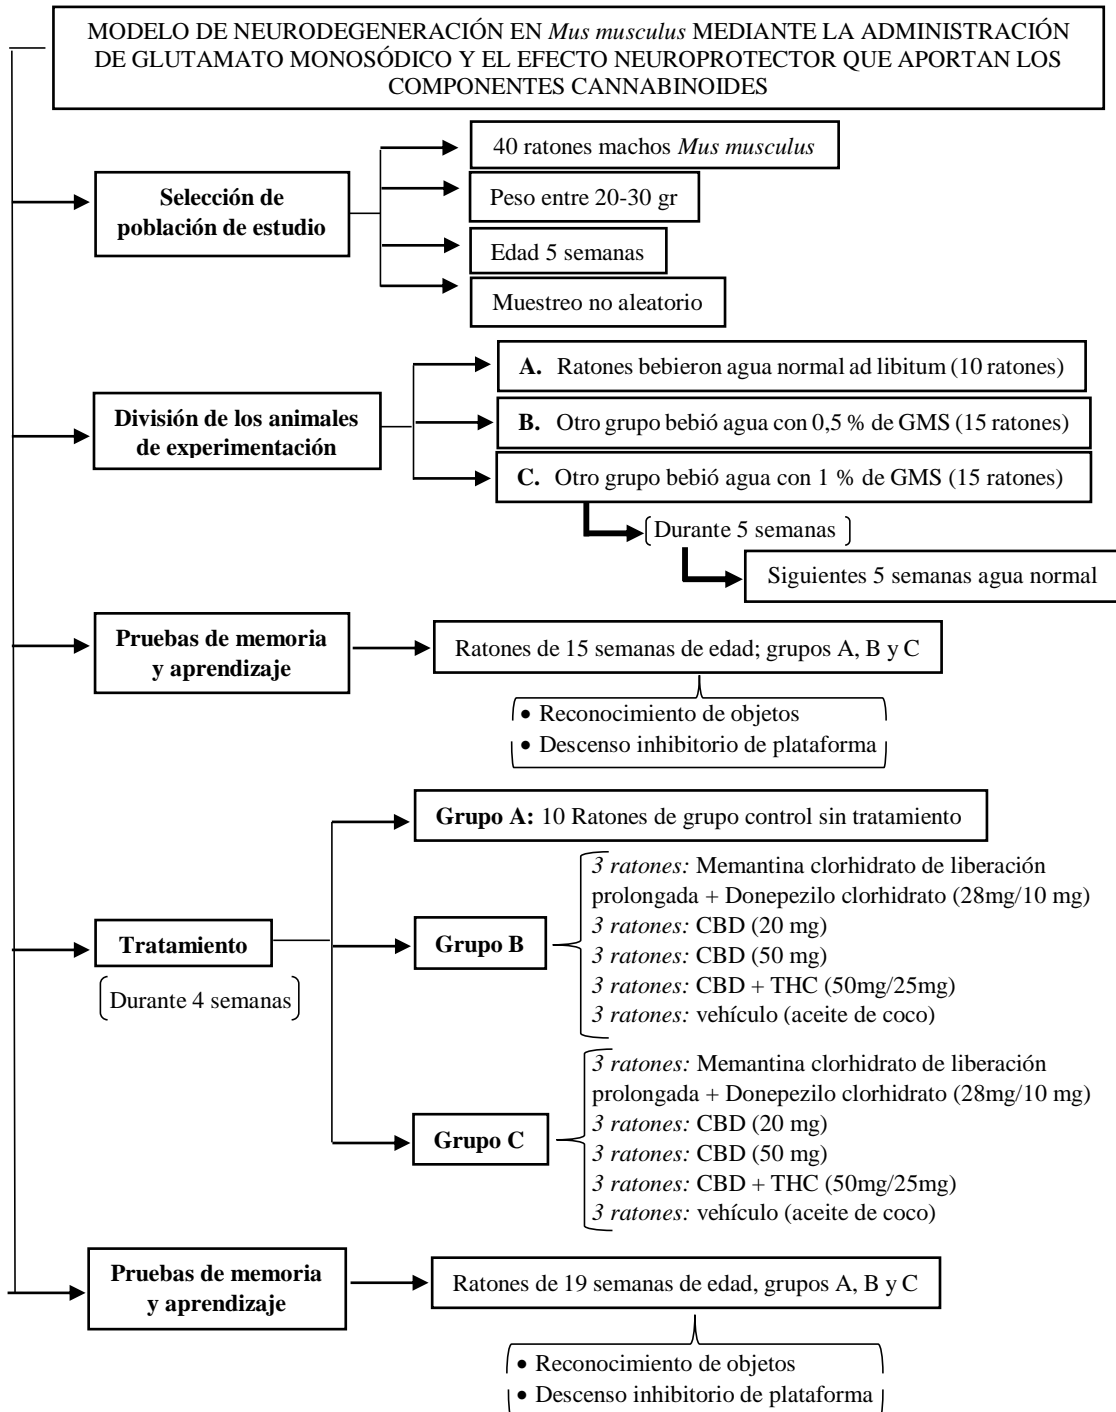 MODELO DE NEURODEGENERACIÓN EN Mus musculus MEDIANTE LA ADMINISTRACIÓN
DE GLUTAMATO MONOSÓDICO Y EL EFECTO NEUROPROTECTOR QUE APORTAN LOS
COMPONENTES CANNABINOIDES
Selección de
población de estudio
40 ratones machos Mus musculus
Peso entre 20-30 gr
Edad 5 semanas
Muestreo no aleatorio
División de los animales
de experimentación
A. Ratones bebieron agua normal ad libitum (10 ratones)
B. Otro grupo bebió agua con 0,5 % de GMS (15 ratones)
C. Otro grupo bebió agua con 1 % de GMS (15 ratones)
Durante 5 semanas
Siguientes 5 semanas agua normal
Pruebas de memoria
y aprendizaje
Ratones de 15 semanas de edad; grupos A, B y C
• Reconocimiento de objetos
• Descenso inhibitorio de plataforma
Tratamiento
Durante 4 semanas
Grupo A: 10 Ratones de grupo control sin tratamiento
Grupo B
3 ratones: Memantina clorhidrato de liberación
prolongada + Donepezilo clorhidrato (28mg/10 mg)
3 ratones: CBD (20 mg)
3 ratones: CBD (50 mg)
3 ratones: CBD + THC (50mg/25mg)
3 ratones: vehículo (aceite de coco)
Grupo C
3 ratones: Memantina clorhidrato de liberación
prolongada + Donepezilo clorhidrato (28mg/10 mg)
3 ratones: CBD (20 mg)
3 ratones: CBD (50 mg)
3 ratones: CBD + THC (50mg/25mg)
3 ratones: vehículo (aceite de coco)
Pruebas de memoria
y aprendizaje
Ratones de 19 semanas de edad, grupos A, B y C
• Reconocimiento de objetos
• Descenso inhibitorio de plataforma